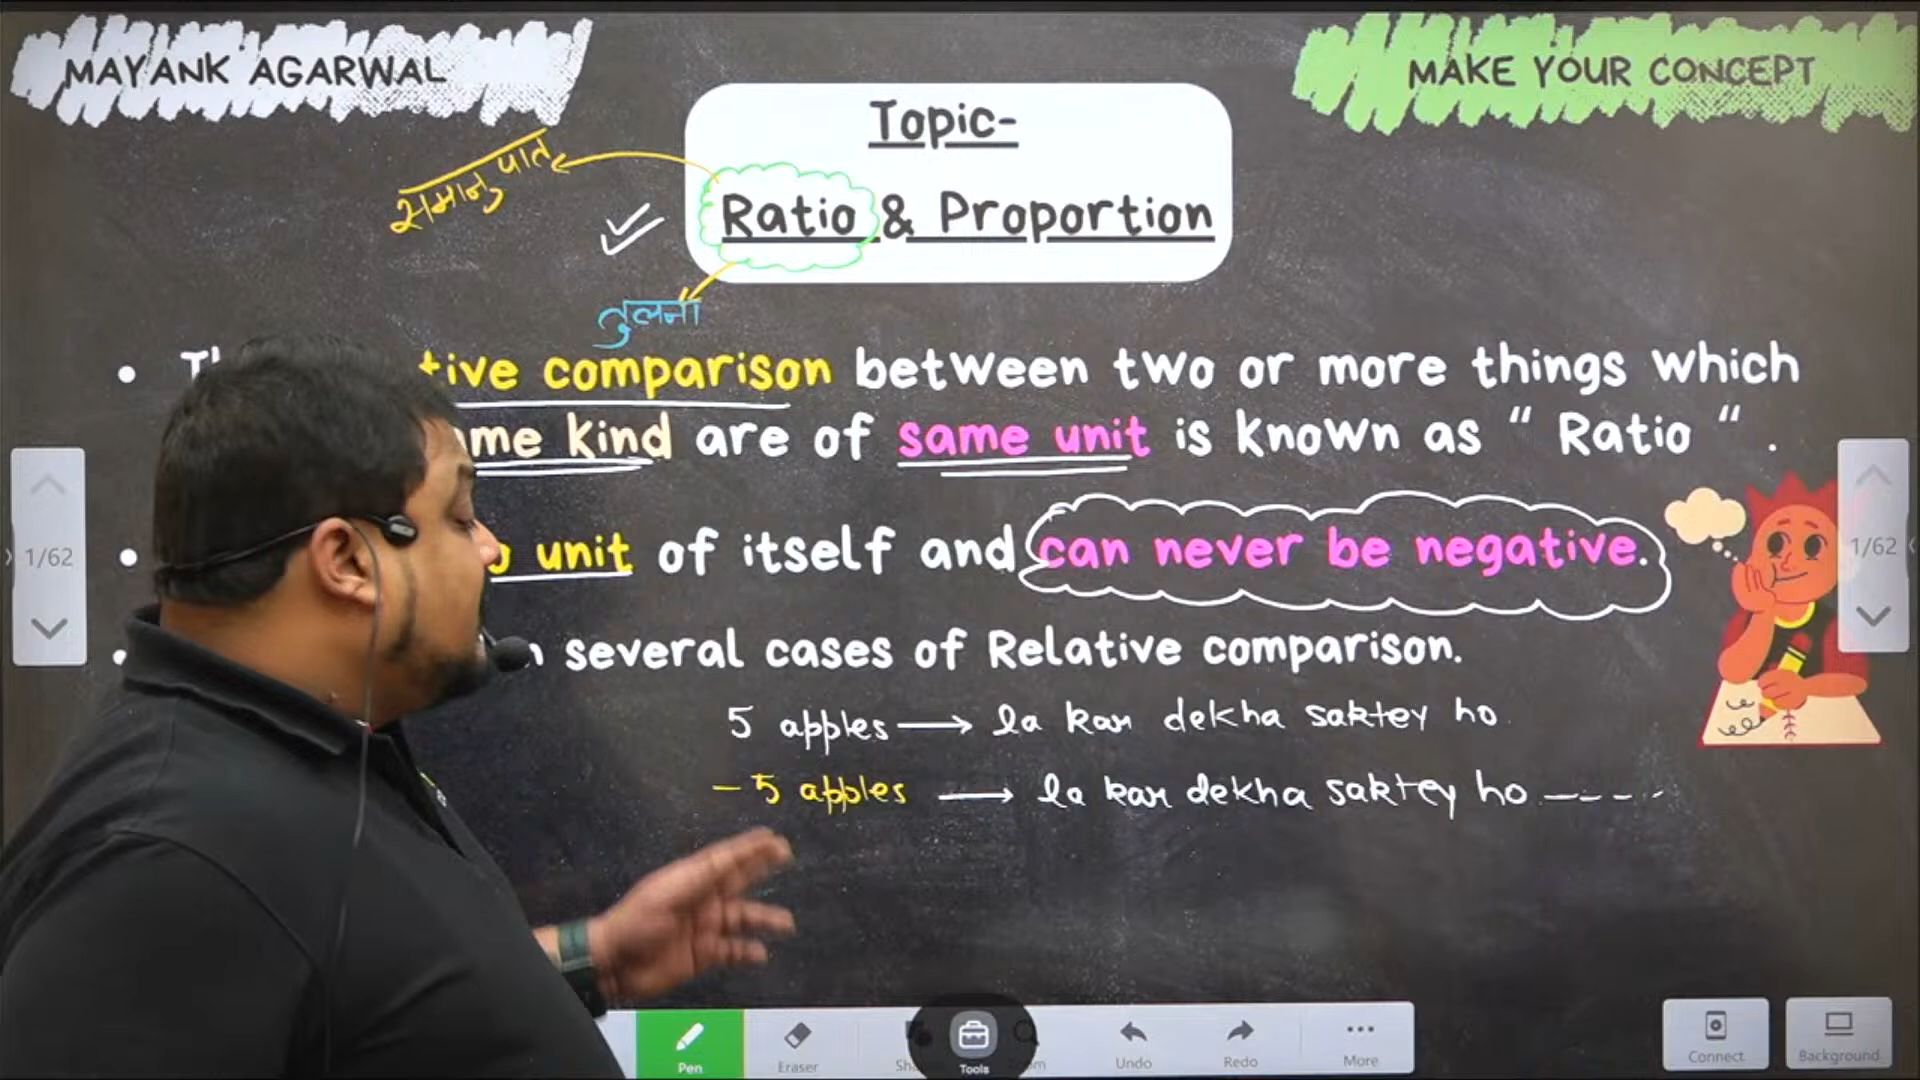 MAYANK AGARWAL
MAKE YOUR CONCEPT
Topic-
Ratio & Proportion
समानुपात
तुलना
tive comparison between two or more things which
me kind are of same unit is known as “ Ratio “ .
unit of itself and can never be negative.
several cases of Relative comparison.
5 apples → la kar dekha saktey ho
- 5 apples → la kar dekha saktey ho ----
1/62
1/62
Pen
Eraser
Tools
Undo
Redo
More
Connect
Background